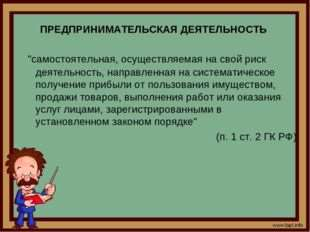 ПРЕДПРИНИМАТЕЛЬСКАЯ ДЕЯТЕЛЬНОСТЬ
"самостоятельная, осуществляемая на свой риск
деятельность, направленная на систематическое
получение прибыли от пользования имуществом,
продажи товаров, выполнения работ или оказания
услуг лицами, зарегистрированными в
установленном законом порядке"
(п. 1 ст. 2 ГК РФ)